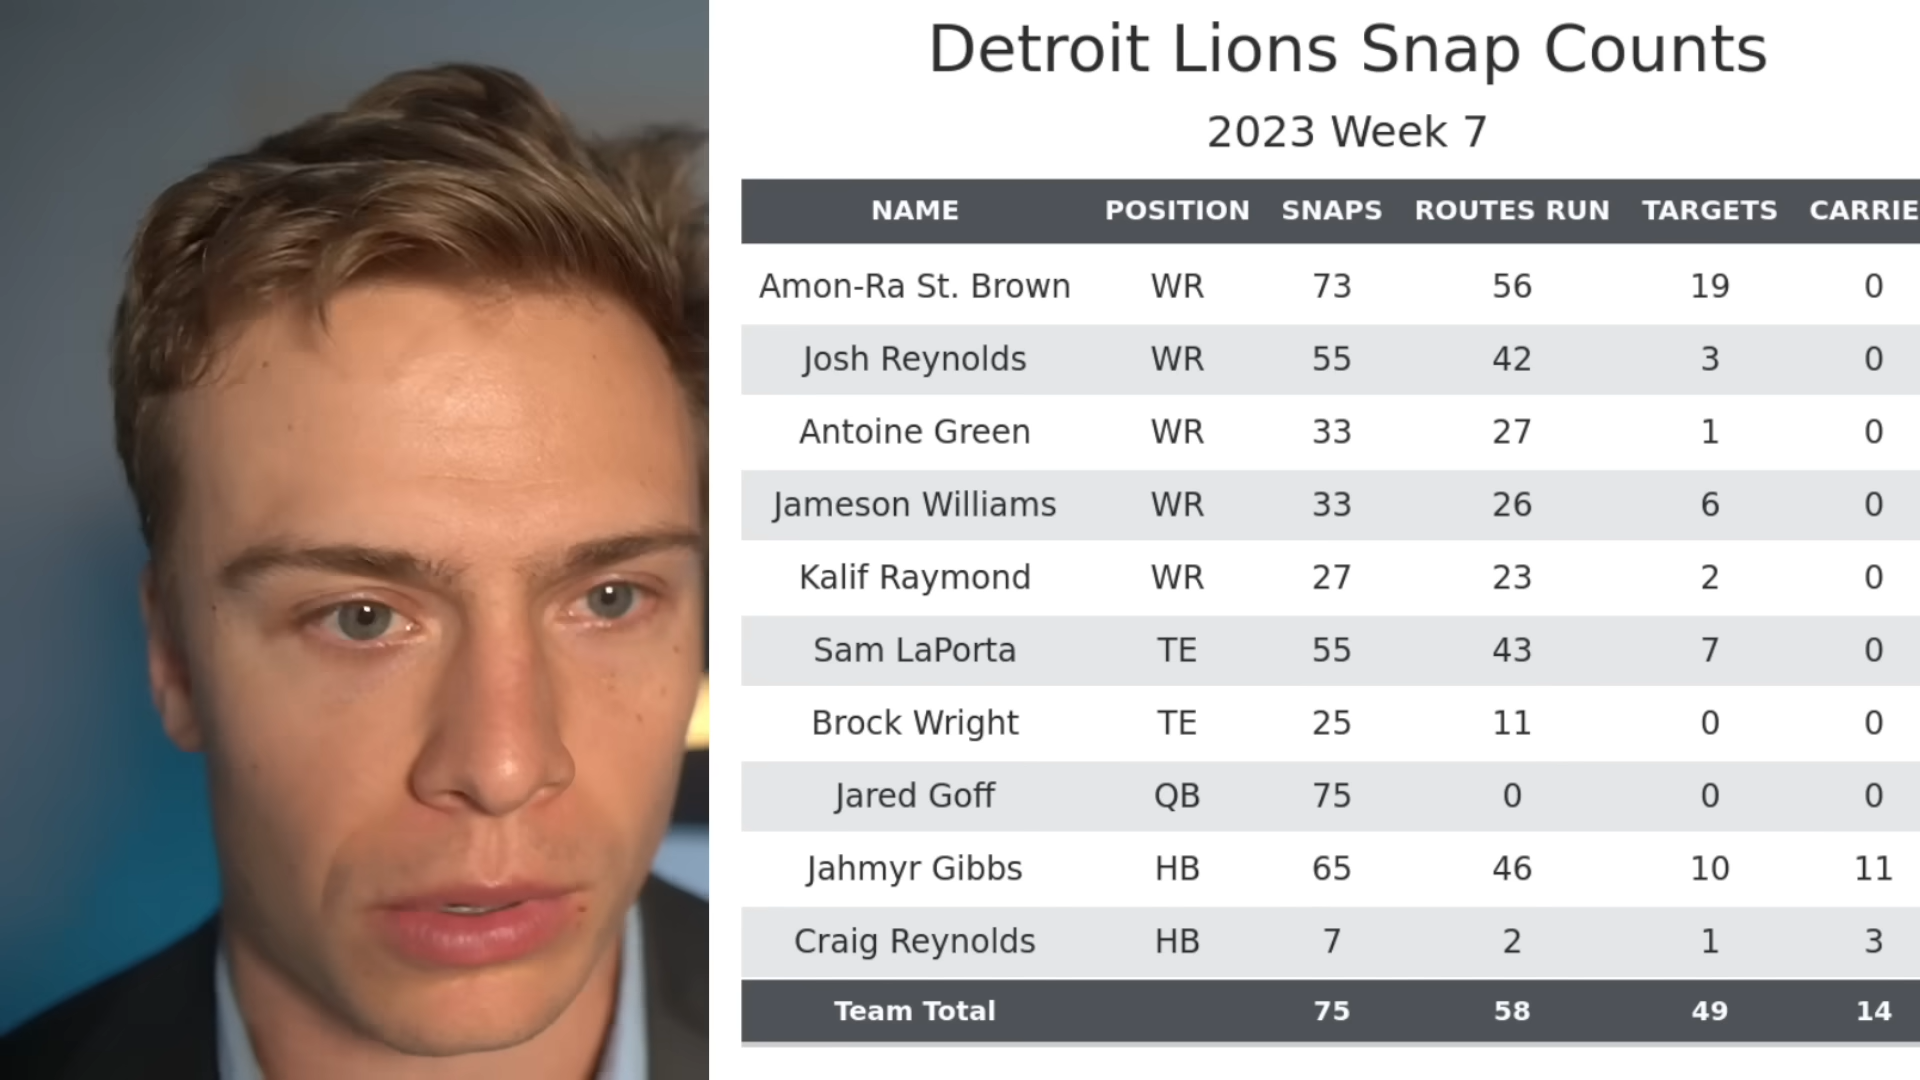 Detroit Lions Snap Counts
2023 Week 7
NAME POSITION SNAPS ROUTES RUN TARGETS CARRIE
Amon-Ra St. Brown WR 73 56 19 0
Josh Reynolds WR 55 42 3 0
Antoine Green WR 33 27 1 0
Jameson Williams WR 33 26 6 0
Kalif Raymond WR 27 23 2 0
Sam LaPorta TE 55 43 7 0
Brock Wright TE 25 11 0 0
Jared Goff QB 75 0 0 0
Jahmyr Gibbs HB 65 46 10 11
Craig Reynolds HB 7 2 1 3
Team Total 75 58 49 14